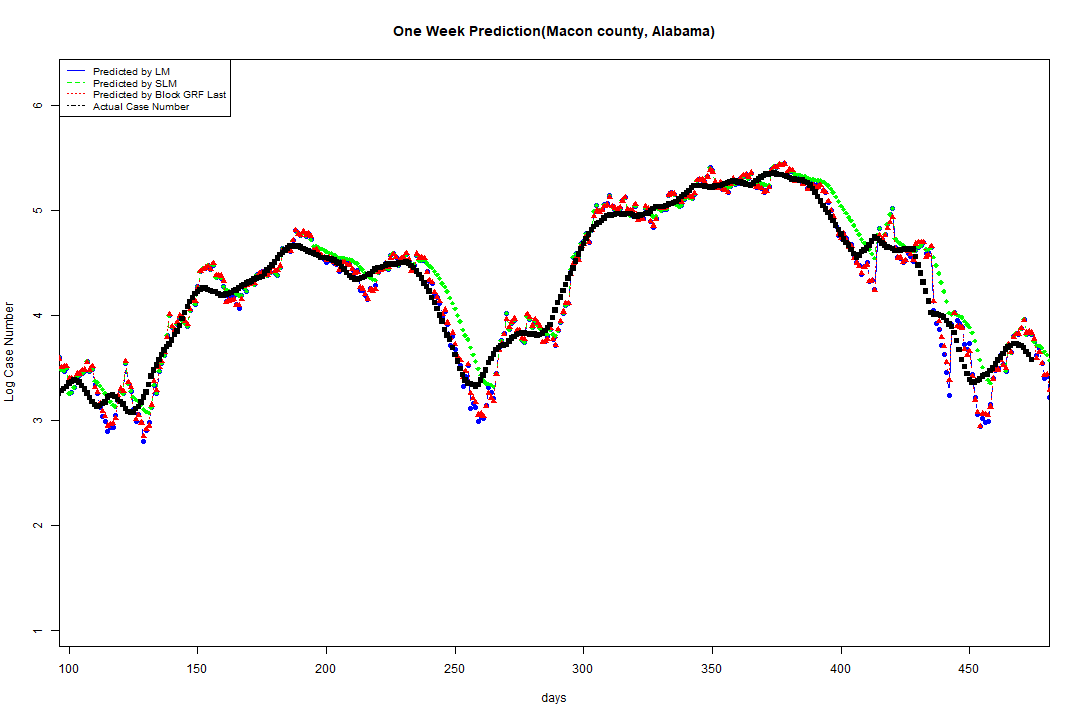 One Week Prediction(Macon county, Alabama)
Predicted by LM
Predicted by SLM
Predicted by Block GRF Last
Actual Case Number
6
5
4
3
2
1
Log Case Number
100 150 200 250 300 350 400 450
days